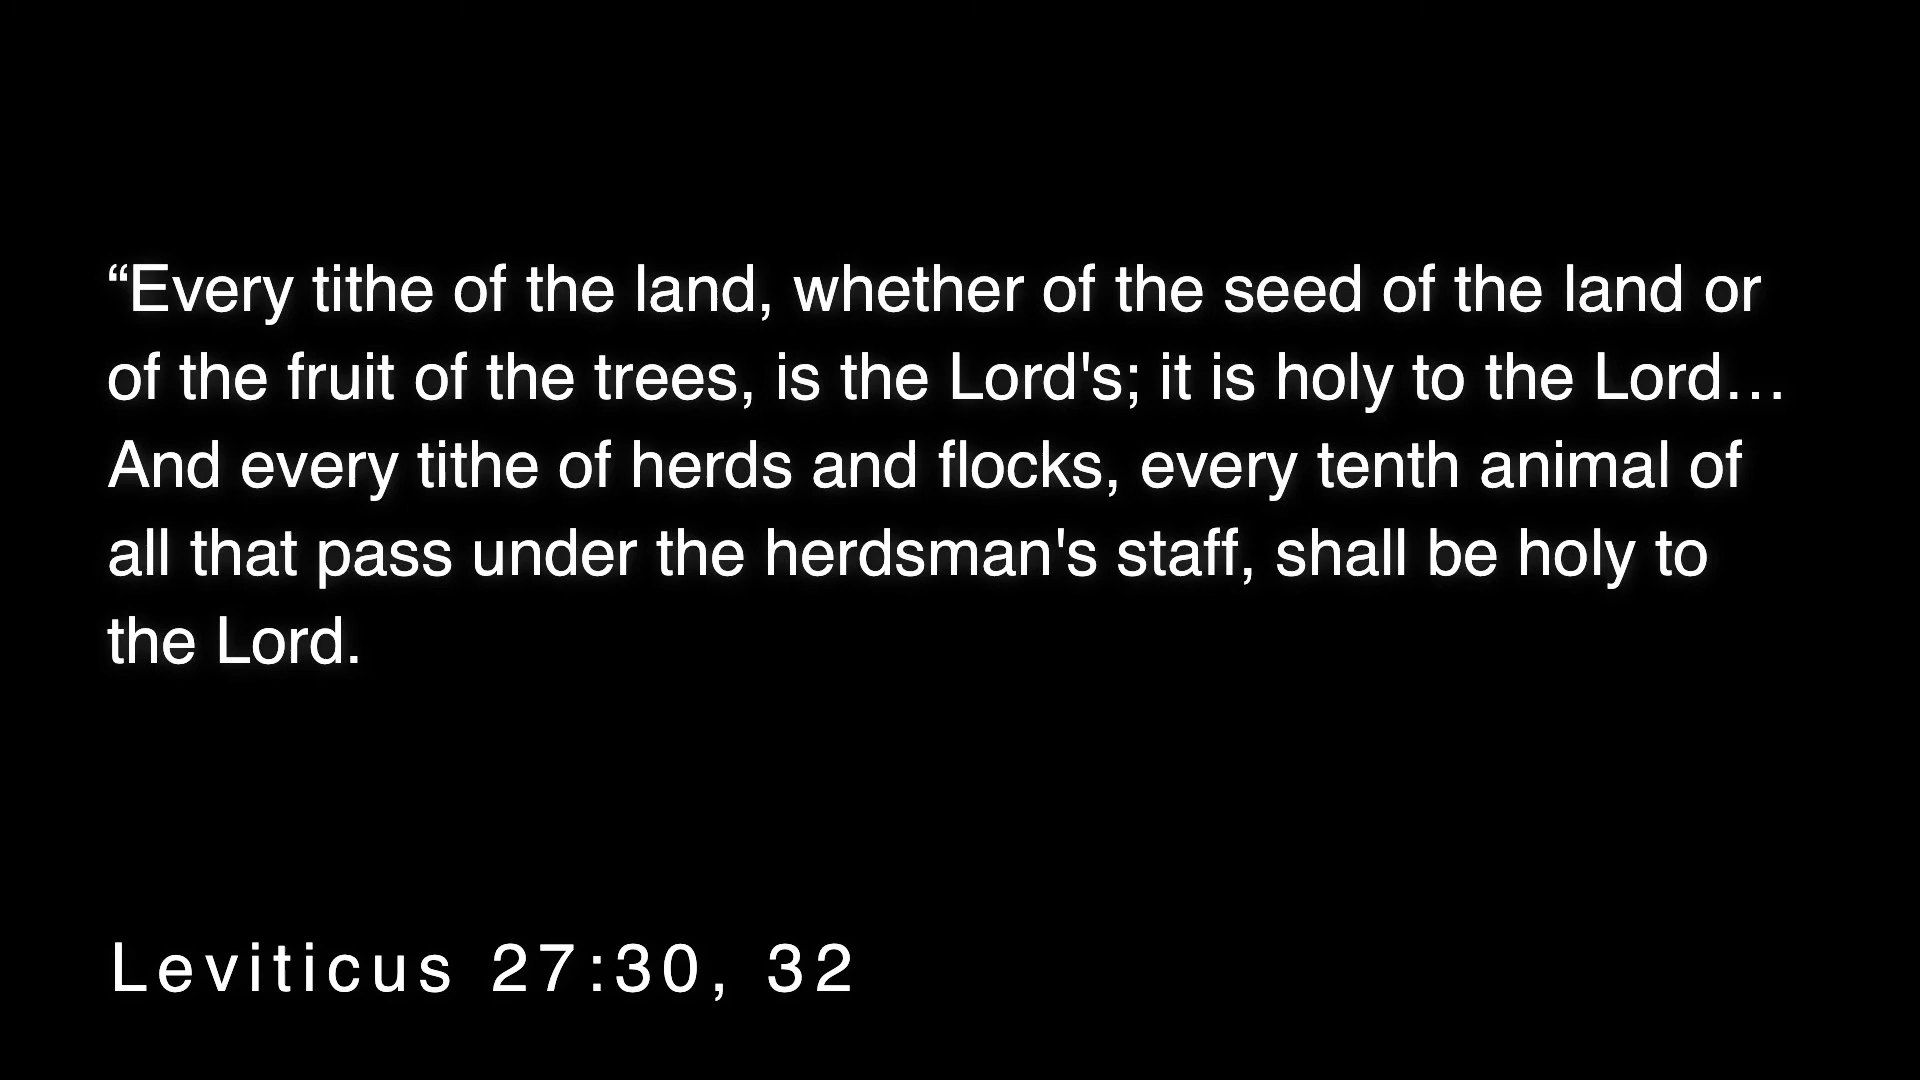 “Every tithe of the land, whether of the seed of the land or
of the fruit of the trees, is the Lord's; it is holy to the Lord…
And every tithe of herds and flocks, every tenth animal of
all that pass under the herdsman's staff, shall be holy to
the Lord.
Leviticus 27:30, 32